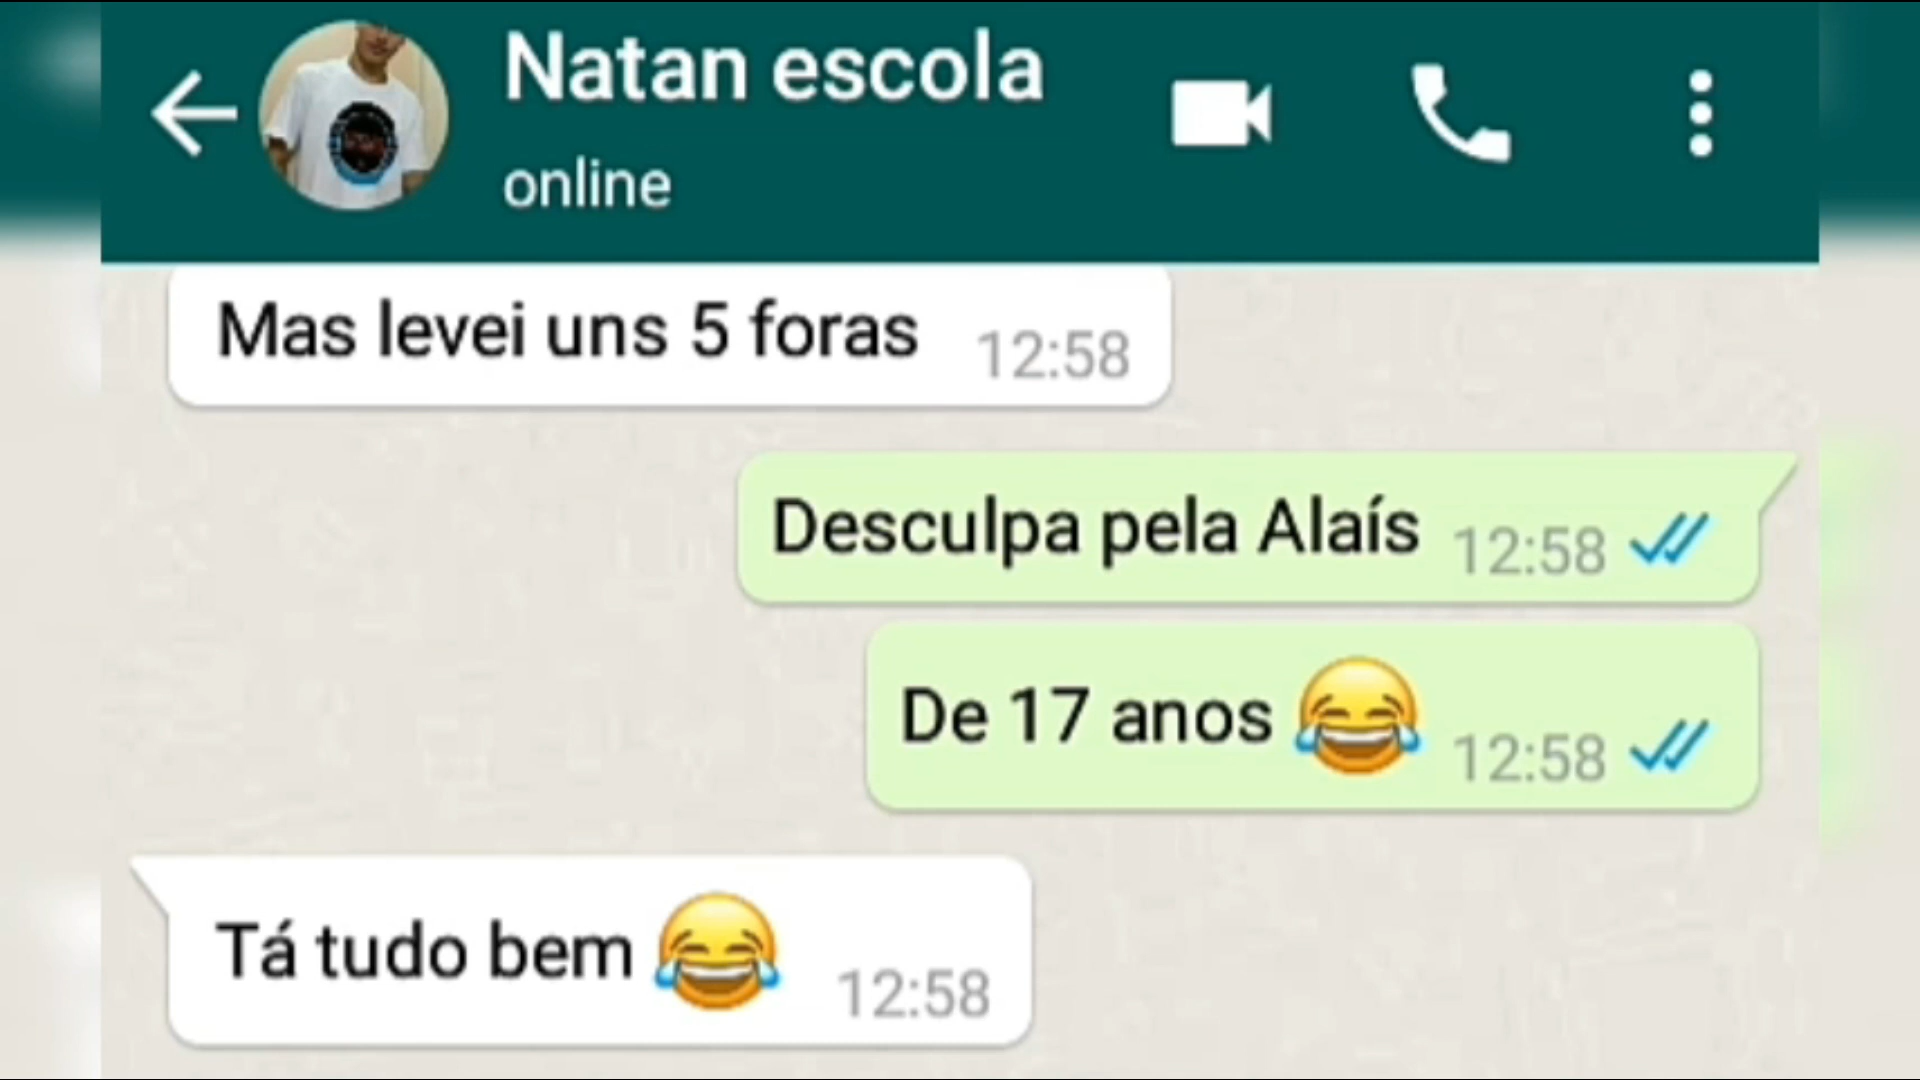 Natan escola
online
Mas levei uns 5 foras 12:58
Desculpa pela Alaís 12:58
De 17 anos 😂 12:58
Tá tudo bem 😂 12:58